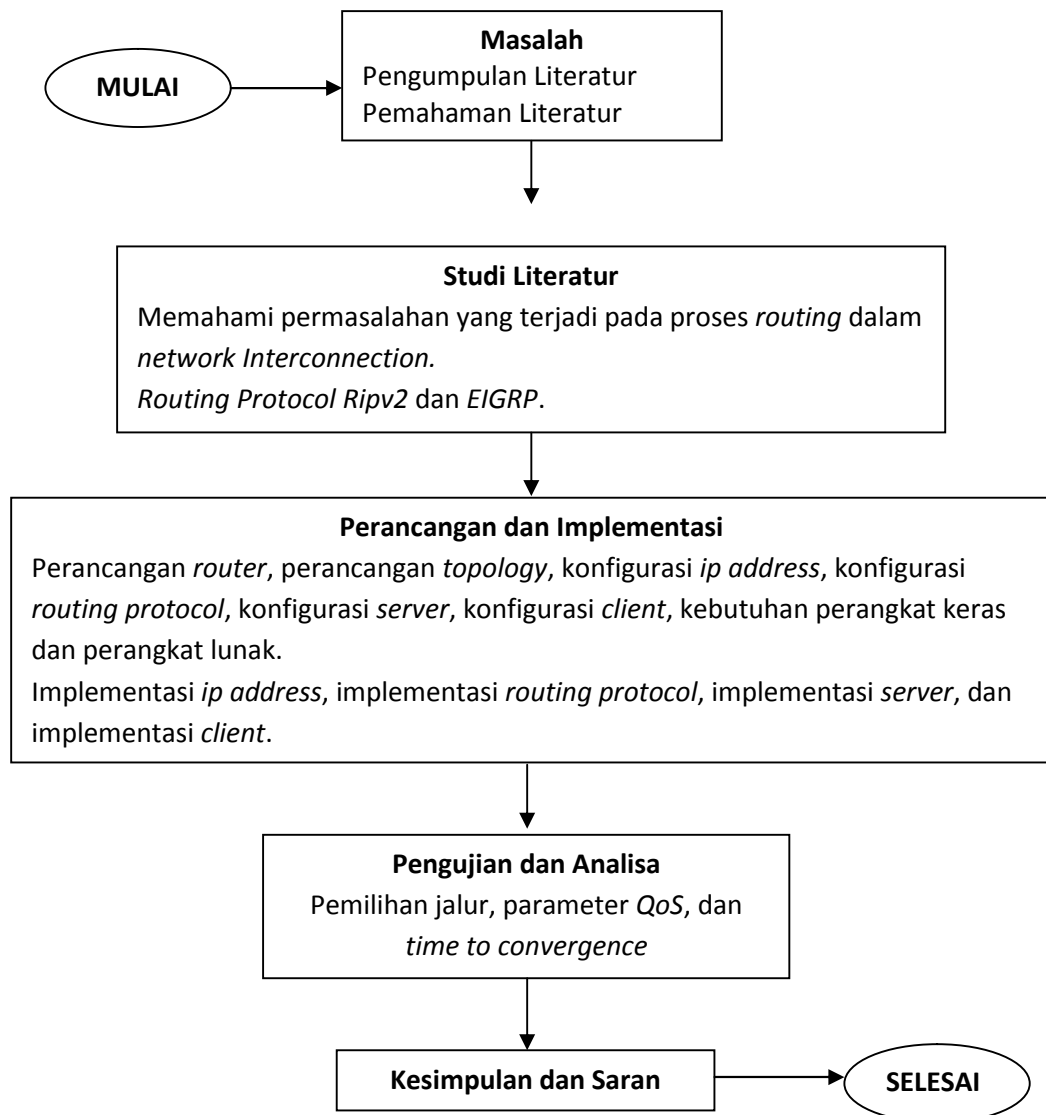 MULAI
Masalah
Pengumpulan Literatur
Pemahaman Literatur
Studi Literatur
Memahami permasalahan yang terjadi pada proses routing dalam
network Interconnection.
Routing Protocol Ripv2 dan EIGRP.
Perancangan dan Implementasi
Perancangan router, perancangan topology, konfigurasi ip address, konfigurasi
routing protocol, konfigurasi server, konfigurasi client, kebutuhan perangkat keras
dan perangkat lunak.
Implementasi ip address, implementasi routing protocol, implementasi server, dan
implementasi client.
Pengujian dan Analisa
Pemilihan jalur, parameter QoS, dan
time to convergence
Kesimpulan dan Saran
SELESAI